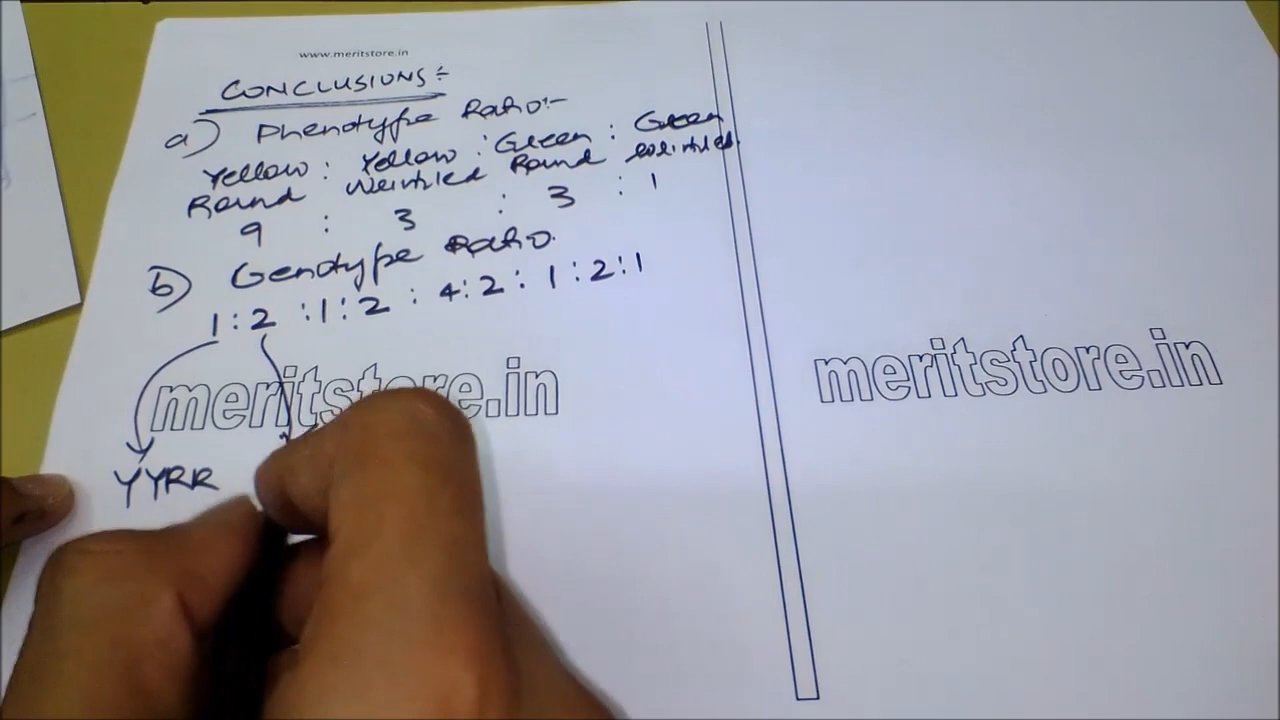 www.meritstore.in
CONCLUSIONS:-
a) Phenotype Ratio:-
Yellow : Yellow : Green : Green
Round Wrinkled Round wrinkled
9 : 3 : 3 : 1
b) Genotype Ratio
1 : 2 : 1 : 2 : 4 : 2 : 1 : 2 : 1
meritstore.in
meritstore.in
YYRR